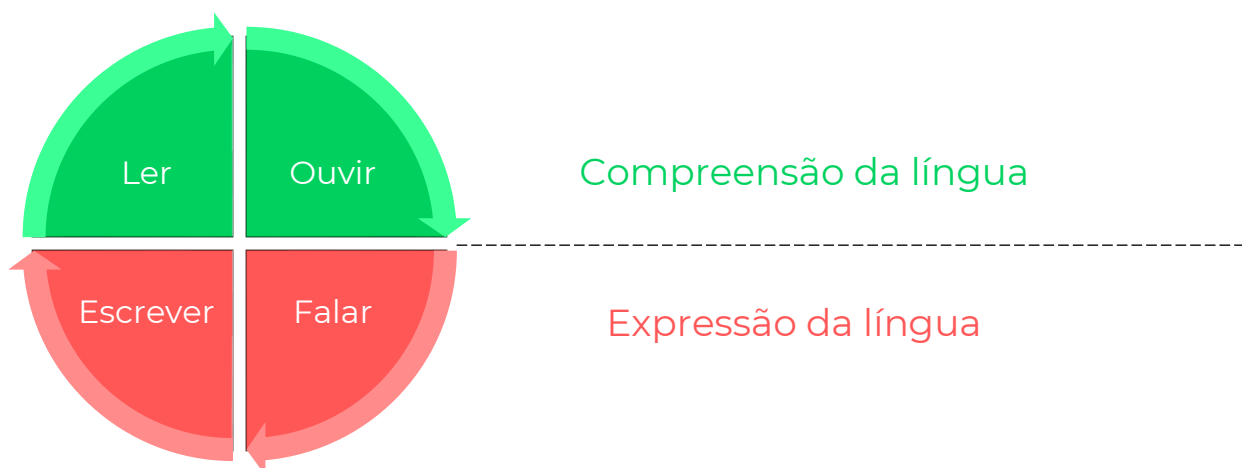 Ler
Ouvir
Compreensão da língua
Escrever
Falar
Expressão da língua